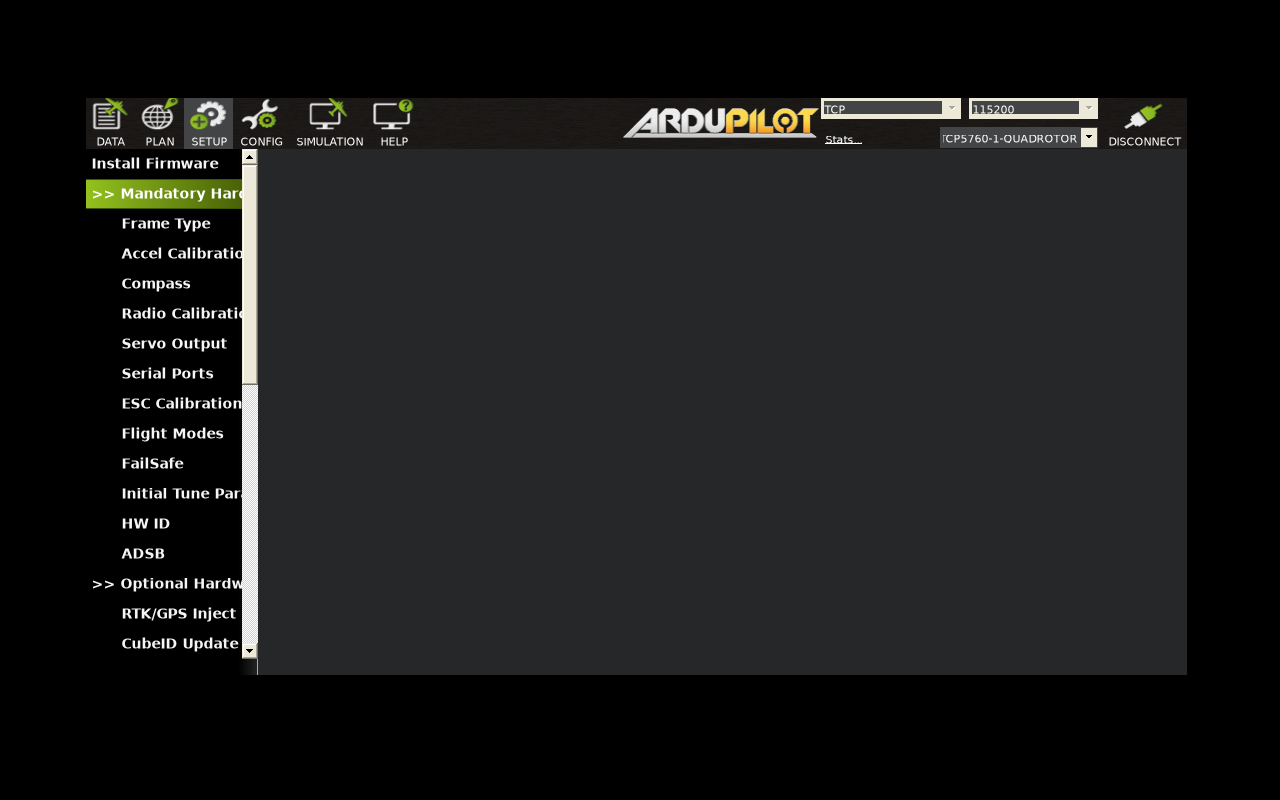 DATA PLAN SETUP CONFIG SIMULATION HELP
ARDUPILOT
TCP 115200
Stats... TCP5760-1-QUADROTOR DISCONNECT
Install Firmware
>> Mandatory Hard
Frame Type
Accel Calibratio
Compass
Radio Calibratio
Servo Output
Serial Ports
ESC Calibration
Flight Modes
FailSafe
Initial Tune Para
HW ID
ADSB
>> Optional Hardw
RTK/GPS Inject
CubeID Update